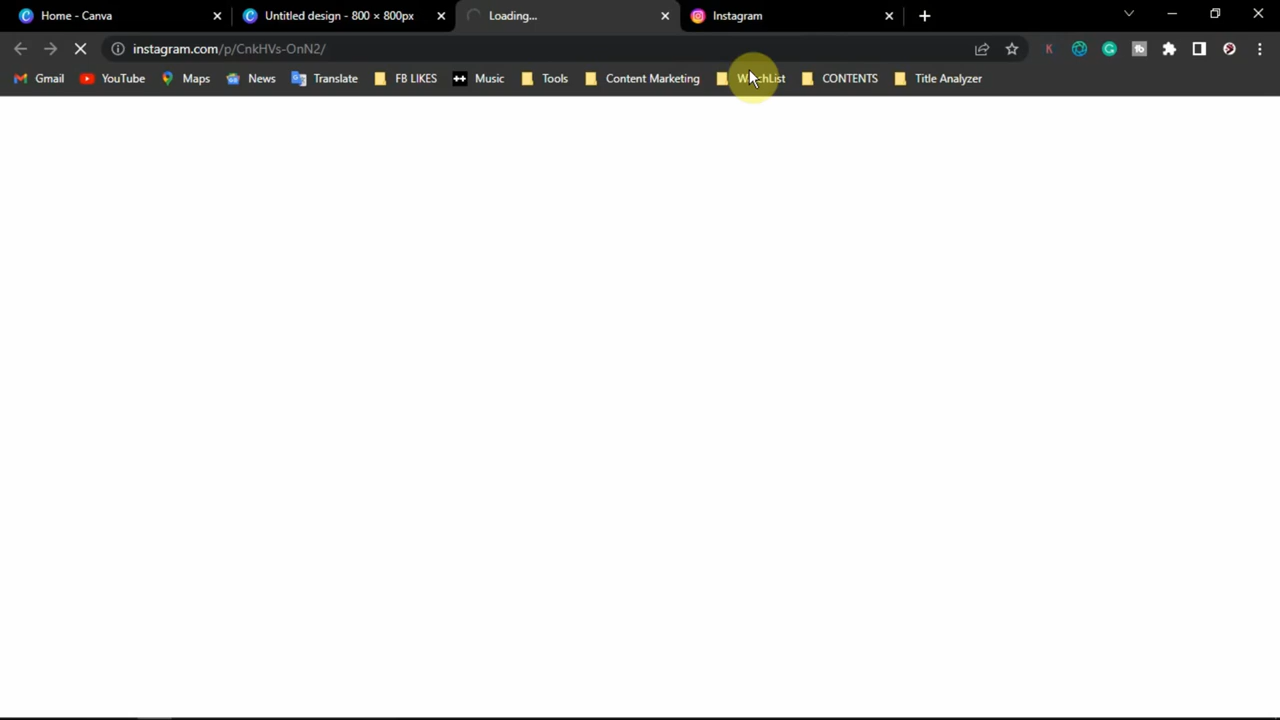 Home - Canva
Untitled design - 800 × 800px
Loading...
Instagram
instagram.com/p/CnkHVs-OnN2/
Gmail
YouTube
Maps
News
Translate
FB LIKES
Music
Tools
Content Marketing
WatchList
CONTENTS
Title Analyzer